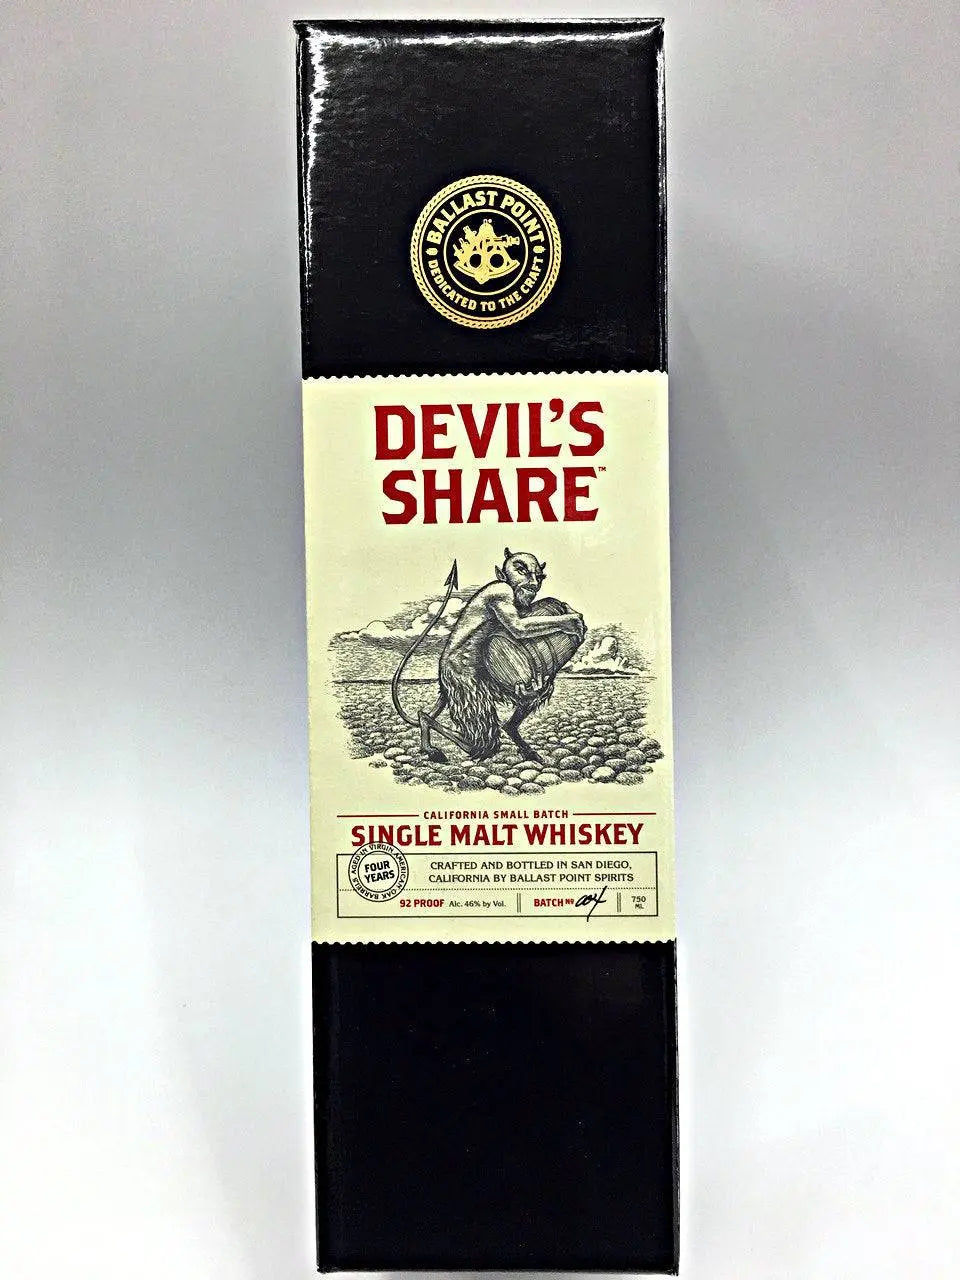 BALLAST POINT
DEDICATED TO THE CRAFT
DEVIL'S
SHARE™
CALIFORNIA SMALL BATCH
SINGLE MALT WHISKEY
AGED IN VIRGIN AMERICAN OAK BARRELS
FOUR
YEARS
CRAFTED AND BOTTLED IN SAN DIEGO,
CALIFORNIA BY BALLAST POINT SPIRITS
92 PROOF Alc. 46% by Vol.
BATCH Nº 004
750
ML